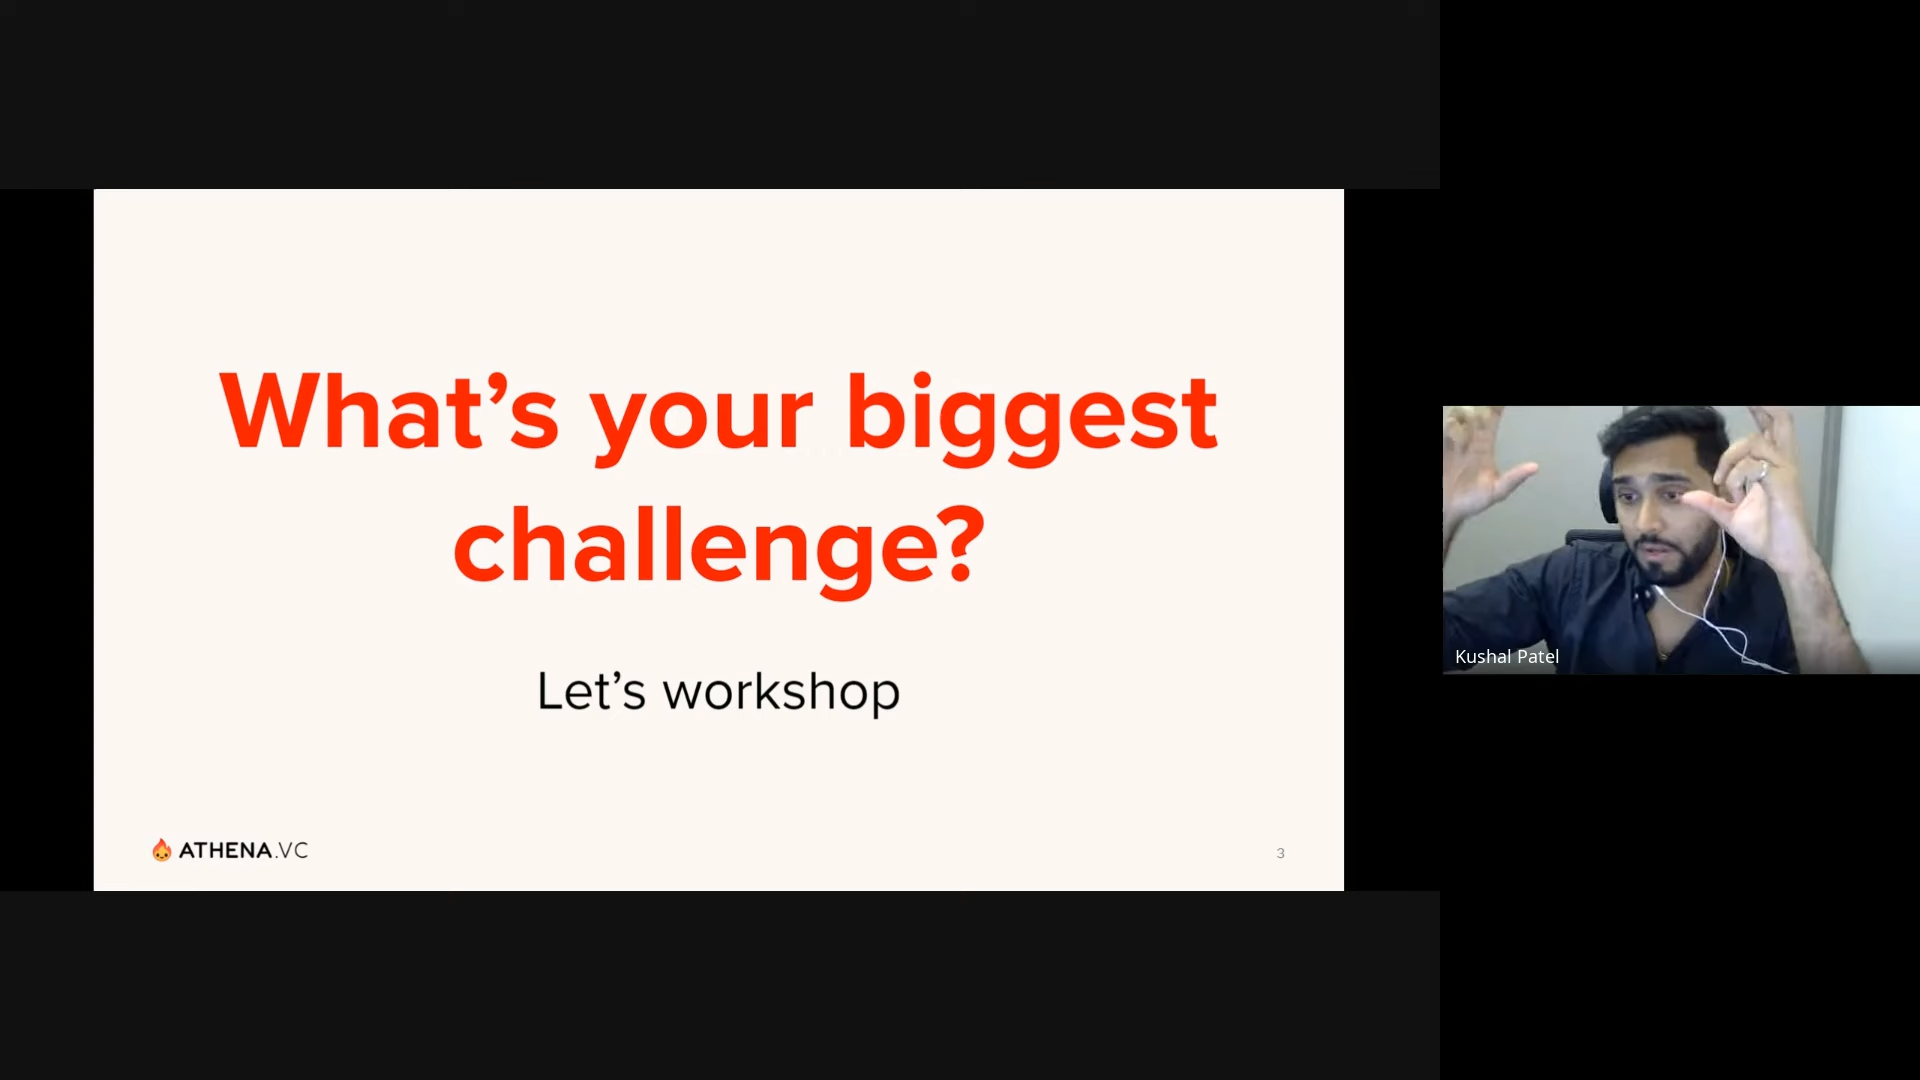 What’s your biggest
challenge?
Let’s workshop
ATHENA.VC
3
Kushal Patel